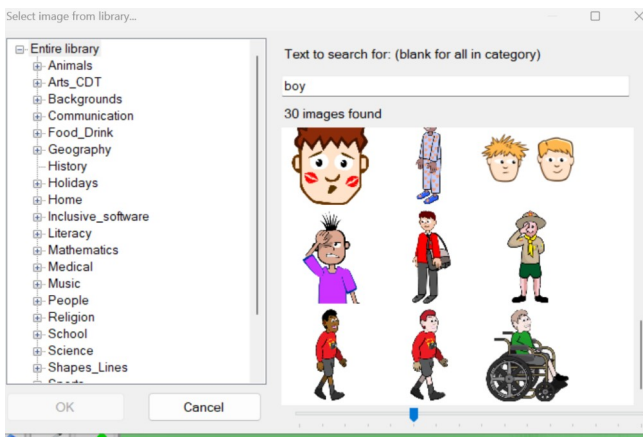 Select image from library...
Entire library
Animals
Arts_CDT
Backgrounds
Communication
Food_Drink
Geography
History
Holidays
Home
Inclusive_software
Literacy
Mathematics
Medical
Music
People
Religion
School
Science
Shapes_Lines
OK
Cancel
Text to search for: (blank for all in category)
boy
30 images found